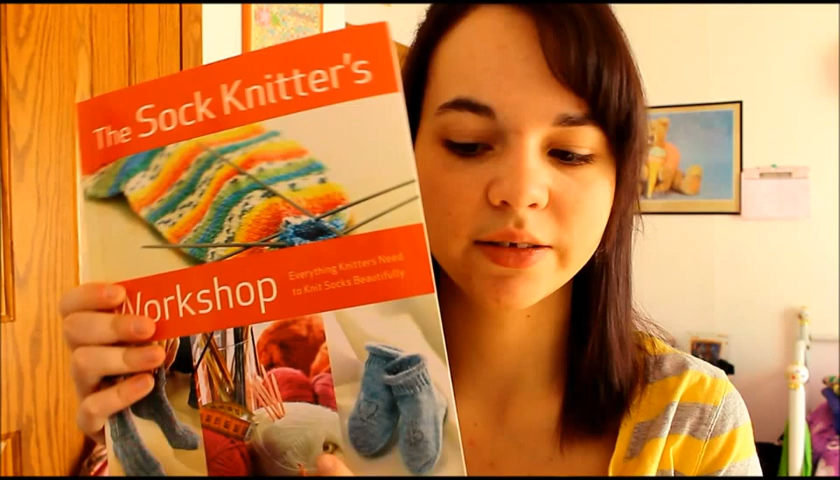 The Sock Knitter's
Workshop
Everything Knitters Need
to Knit Socks Beautifully